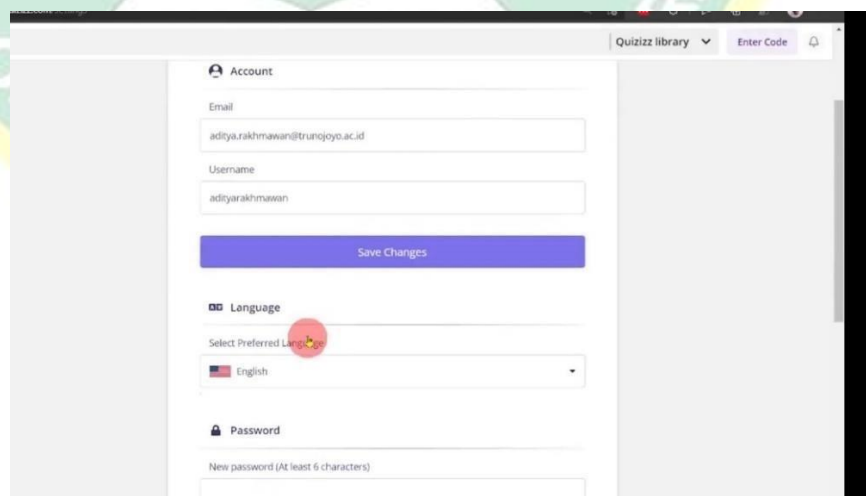 Quizizz library
Enter Code
Account
Email
aditya.rakhmawan@trunojoyo.ac.id
Username
adityarakhmawan
Save Changes
Language
Select Preferred Language
English
Password
New password (At least 6 characters)